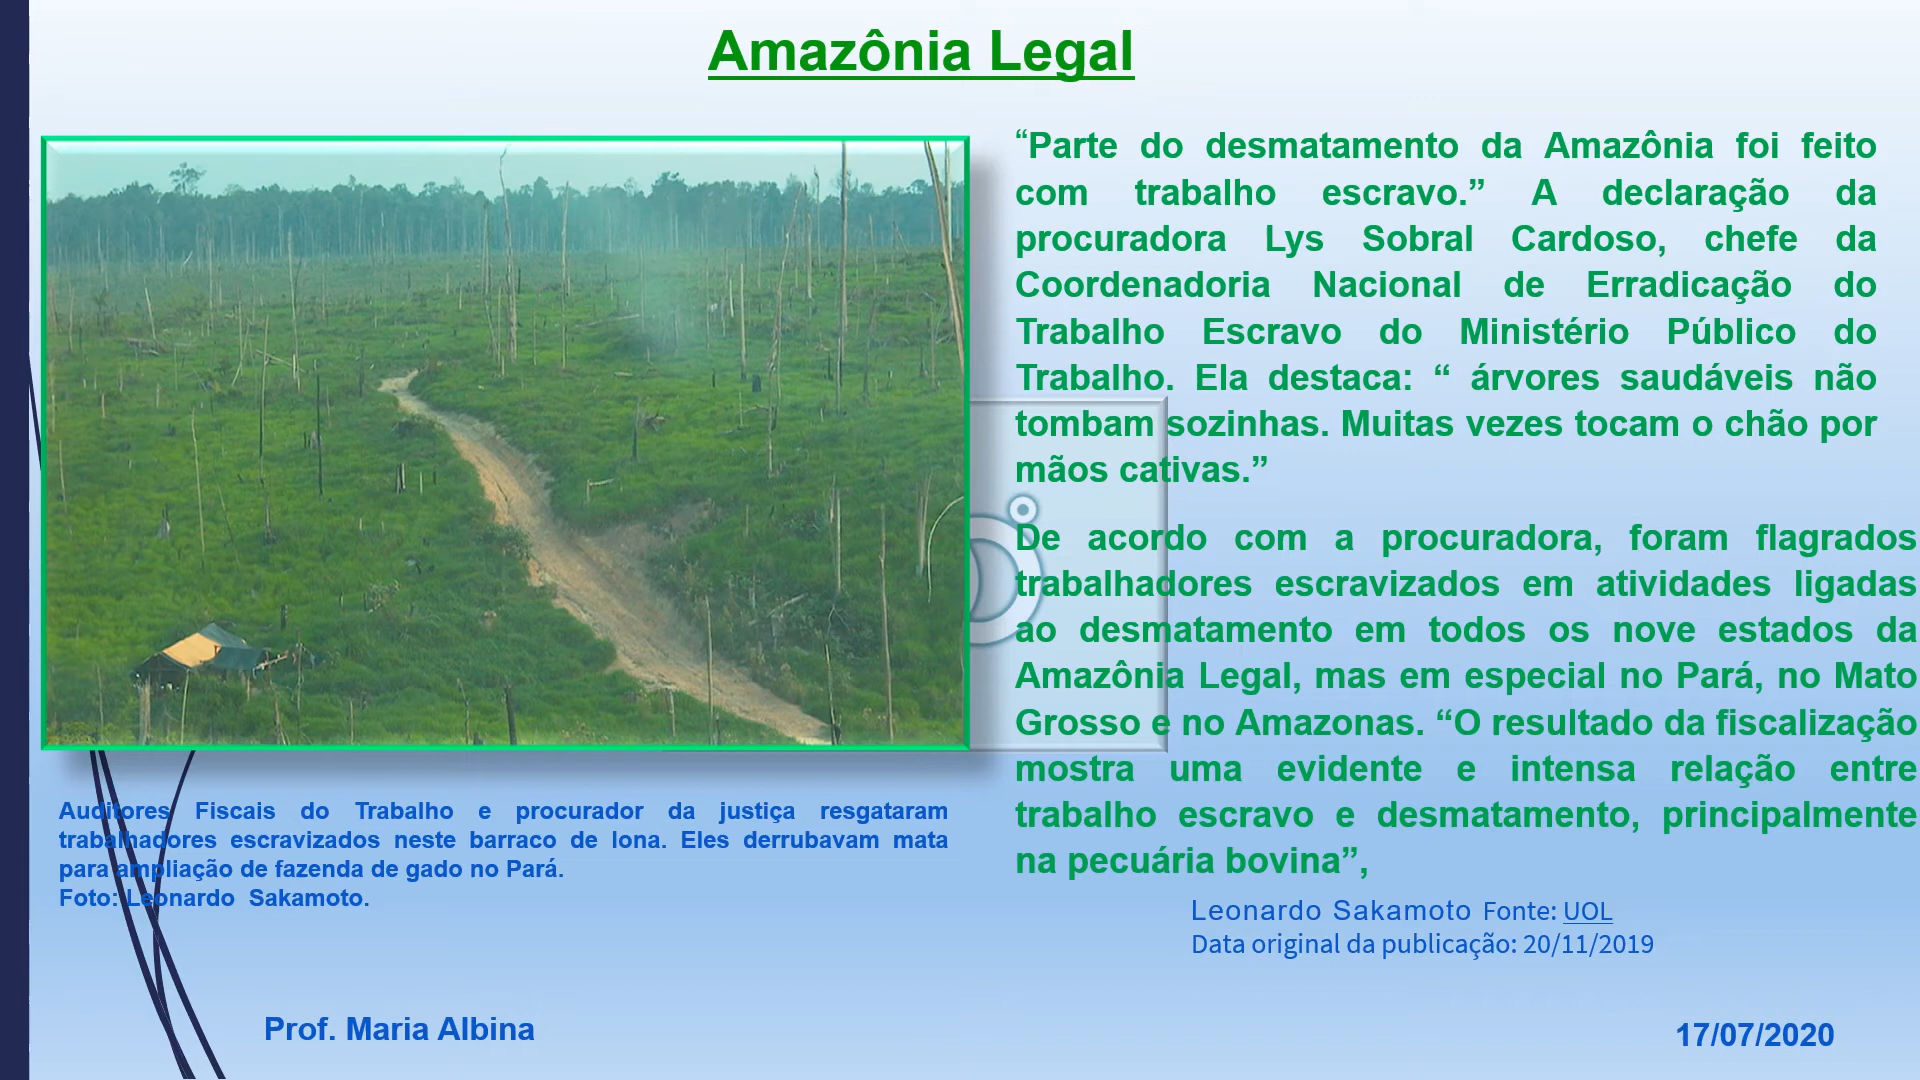 Amazônia Legal
“Parte do desmatamento da Amazônia foi feito
com trabalho escravo.” A declaração da
procuradora Lys Sobral Cardoso, chefe da
Coordenadoria Nacional de Erradicação do
Trabalho Escravo do Ministério Público do
Trabalho. Ela destaca: “ árvores saudáveis não
tombam sozinhas. Muitas vezes tocam o chão por
mãos cativas.”
De acordo com a procuradora, foram flagrados
trabalhadores escravizados em atividades ligadas
ao desmatamento em todos os nove estados da
Amazônia Legal, mas em especial no Pará, no Mato
Grosso e no Amazonas. “O resultado da fiscalização
mostra uma evidente e intensa relação entre
trabalho escravo e desmatamento, principalmente
na pecuária bovina”,
Leonardo Sakamoto Fonte: UOL
Data original da publicação: 20/11/2019
Auditores Fiscais do Trabalho e procurador da justiça resgataram
trabalhadores escravizados neste barraco de lona. Eles derrubavam mata
para ampliação de fazenda de gado no Pará.
Foto: Leonardo Sakamoto.
Prof. Maria Albina
17/07/2020